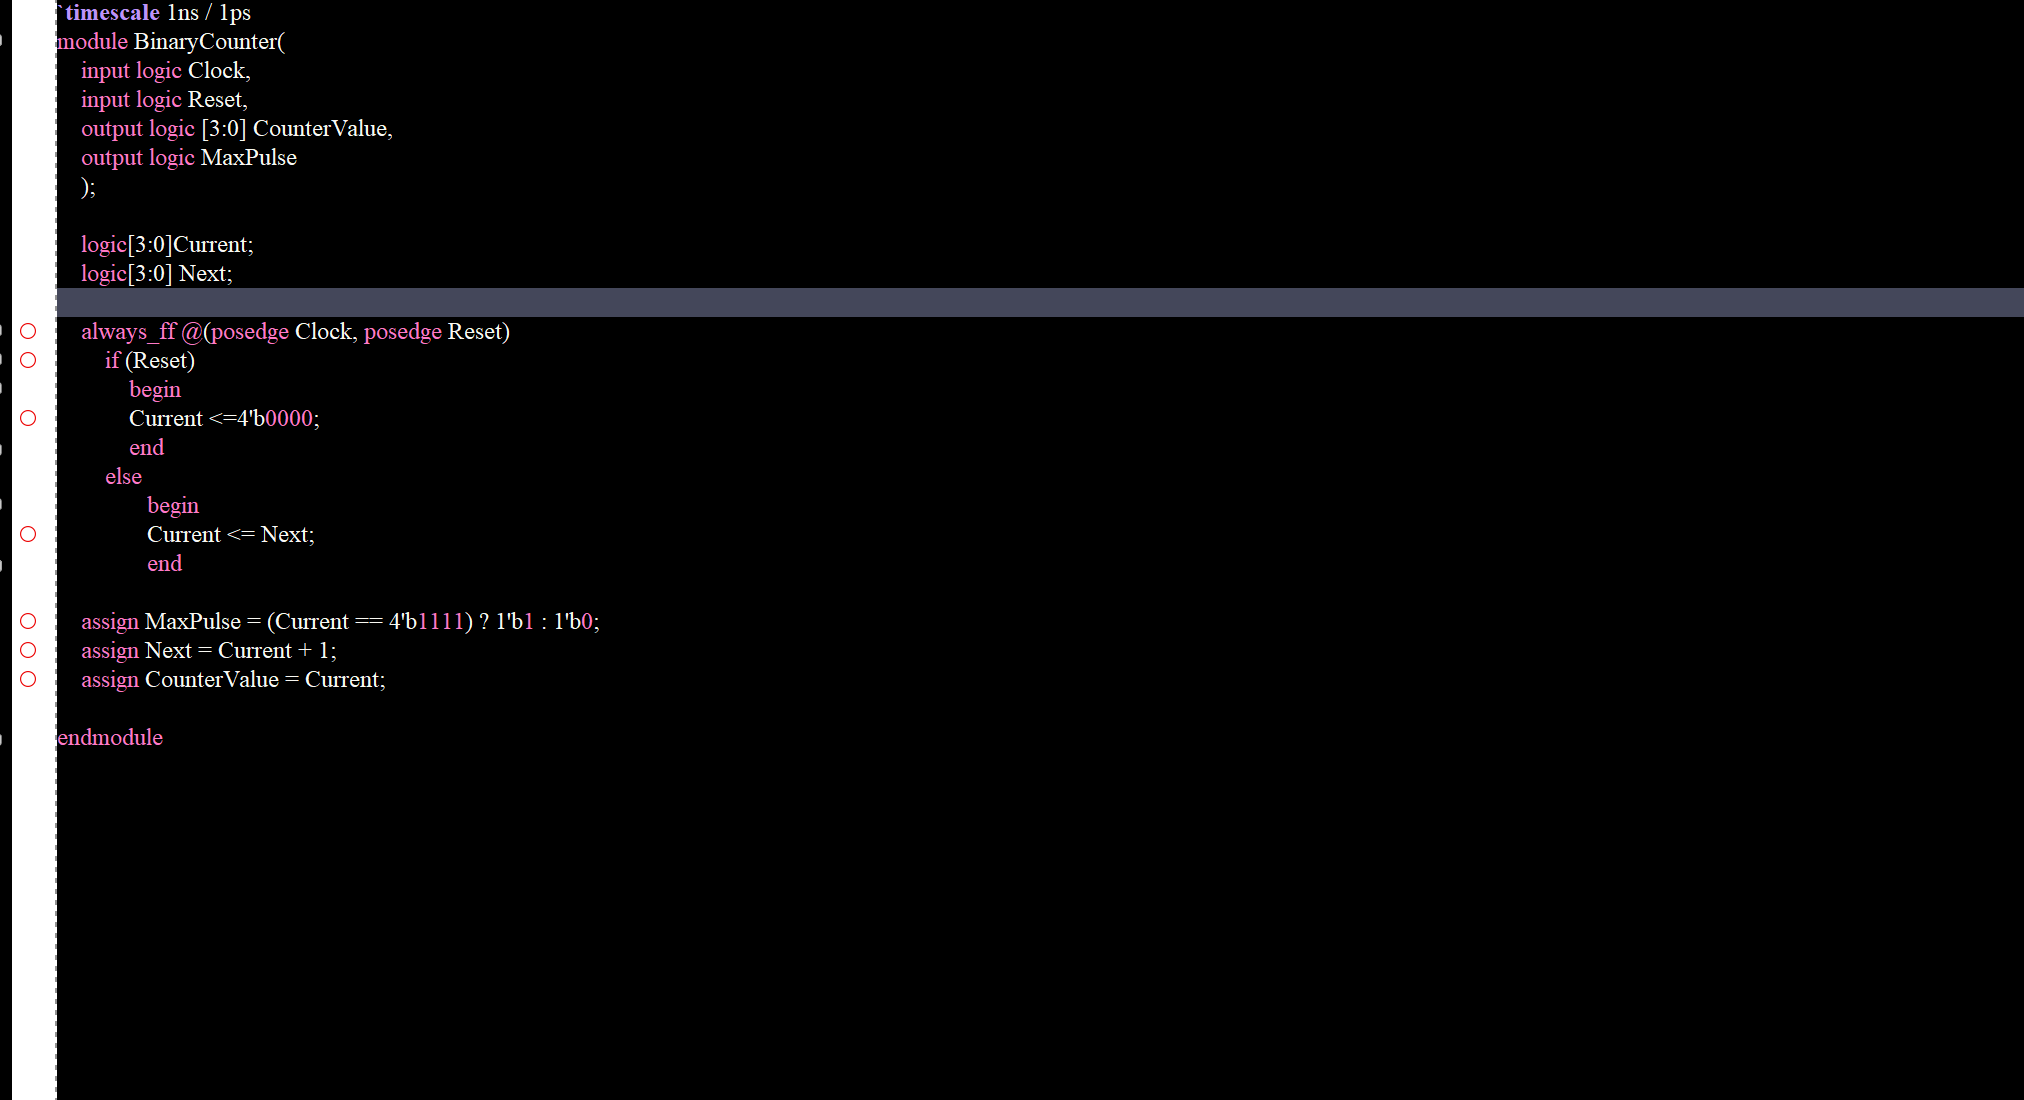 `timescale 1ns / 1ps
module BinaryCounter(
input logic Clock,
input logic Reset,
output logic [3:0] CounterValue,
output logic MaxPulse
);
logic[3:0]Current;
logic[3:0] Next;
always_ff @(posedge Clock, posedge Reset)
if (Reset)
begin
Current <=4'b0000;
end
else
begin
Current <= Next;
end
assign MaxPulse = (Current == 4'b1111) ? 1'b1 : 1'b0;
assign Next = Current + 1;
assign CounterValue = Current;
endmodule